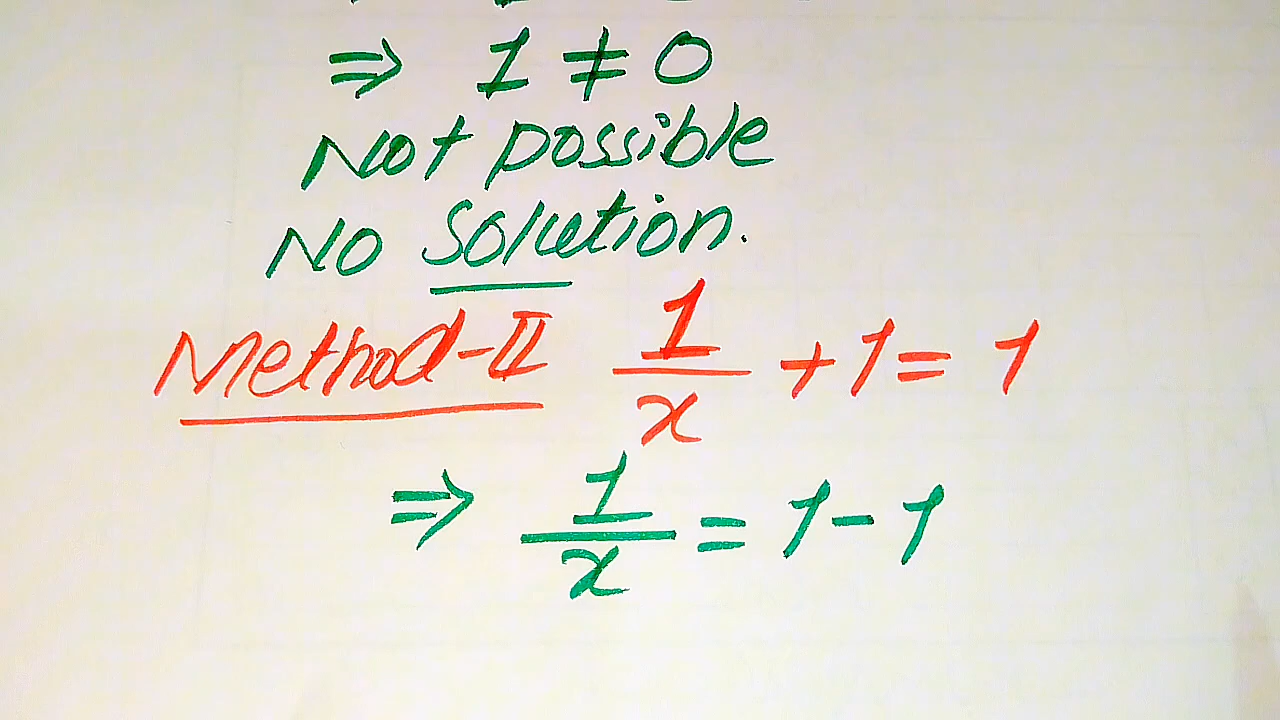 ⇒ 1 ≠ 0
Not possible
No Solution.
Method-II 1/x + 1 = 1
⇒ 1/x = 1 - 1